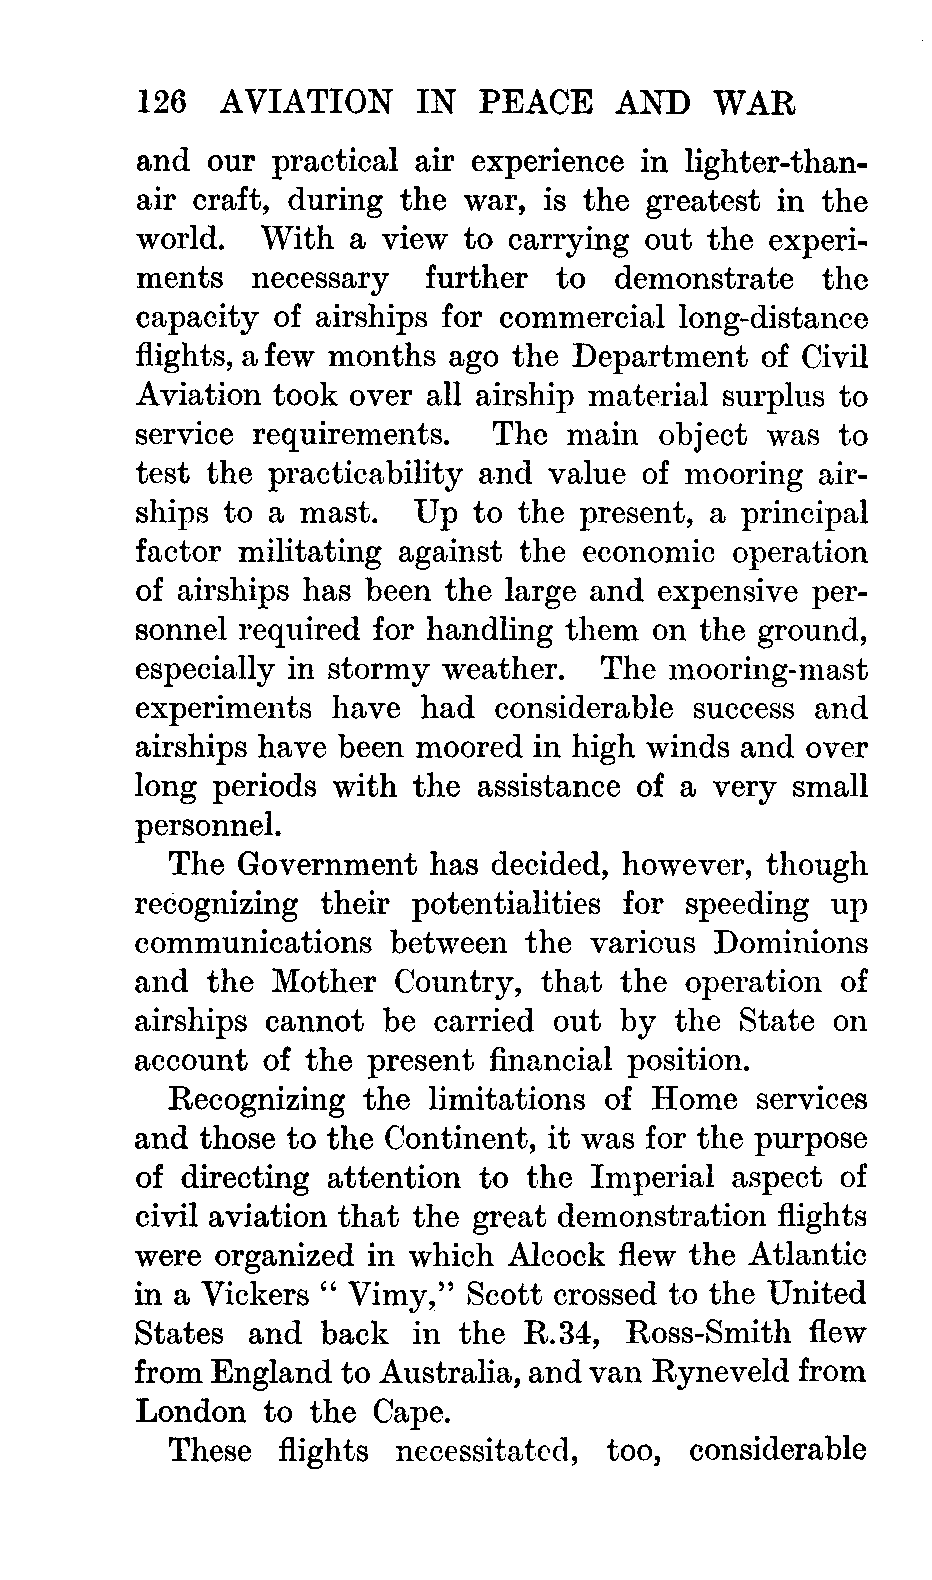 126 AVIATION IN PEACE AND WAR
and our practical air experience in lighter-than-
air craft, during the war, is the greatest in the
world. With a view to carrying out the experi-
ments necessary further to demonstrate the
capacity of airships for commercial long-distance
flights, a few months ago the Department of Civil
Aviation took over all airship material surplus to
service requirements. The main object was to
test the practicability and value of mooring air-
ships to a mast. Up to the present, a principal
factor militating against the economic operation
of airships has been the large and expensive per-
sonnel required for handling them on the ground,
especially in stormy weather. The mooring-mast
experiments have had considerable success and
airships have been moored in high winds and over
long periods with the assistance of a very small
personnel.
The Government has decided, however, though
recognizing their potentialities for speeding up
communications between the various Dominions
and the Mother Country, that the operation of
airships cannot be carried out by the State on
account of the present financial position.
Recognizing the limitations of Home services
and those to the Continent, it was for the purpose
of directing attention to the Imperial aspect of
civil aviation that the great demonstration flights
were organized in which Alcock flew the Atlantic
in a Vickers “ Vimy,” Scott crossed to the United
States and back in the R.34, Ross-Smith flew
from England to Australia, and van Ryneveld from
London to the Cape.
These flights necessitated, too, considerable